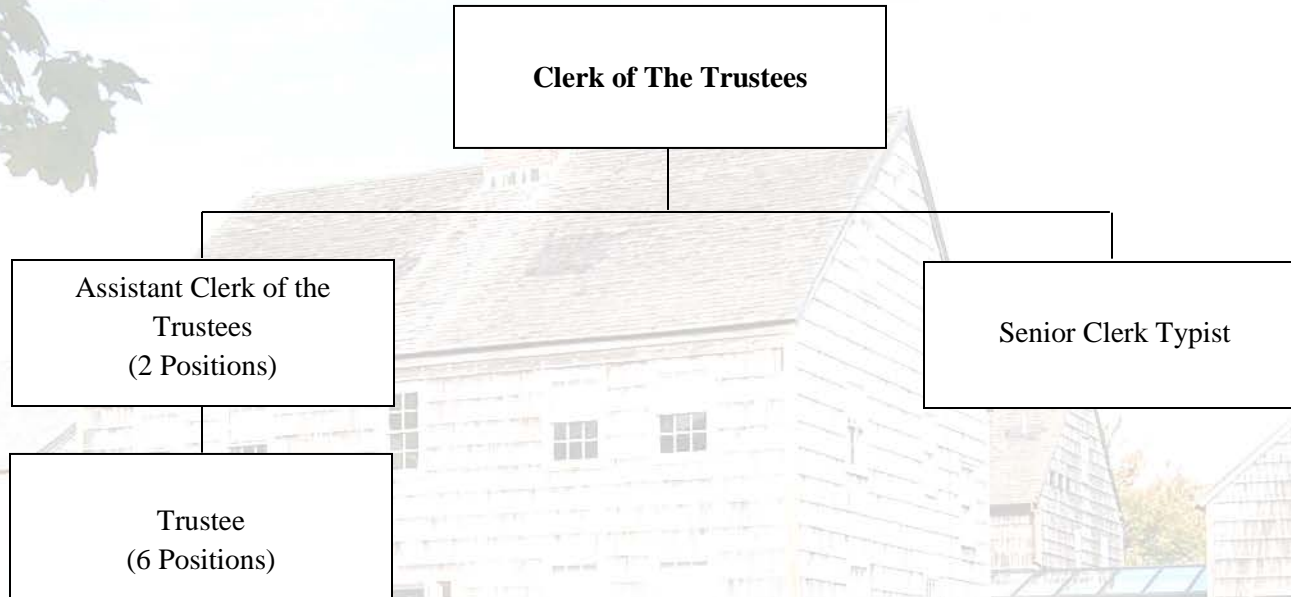 Clerk of The Trustees
Assistant Clerk of the
Trustees
(2 Positions)
Senior Clerk Typist
Trustee
(6 Positions)